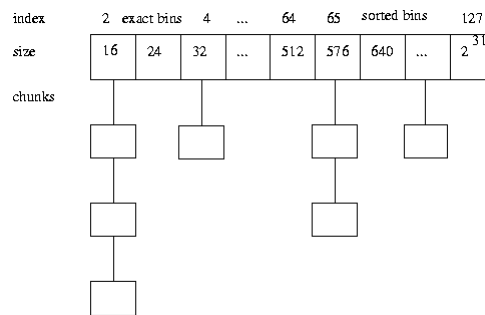 index 2 exact bins 4 ... 64 65 sorted bins 127
size 16 24 32 ... 512 576 640 ... 2^31
chunks